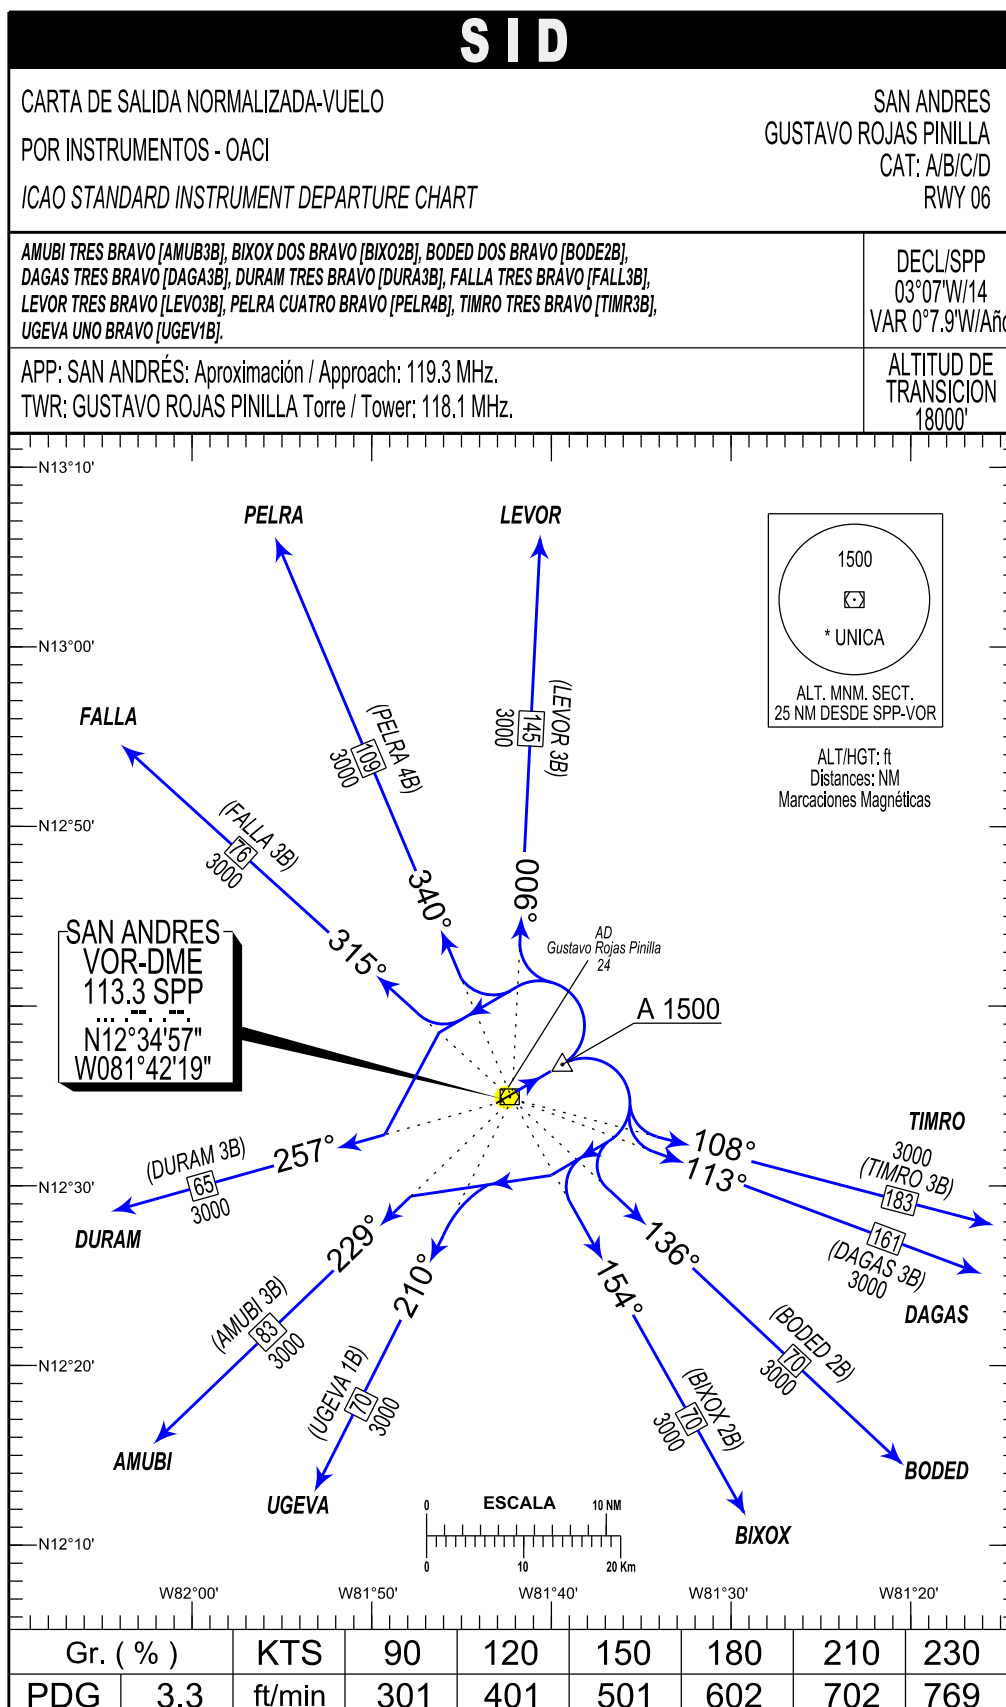 SID
CARTA DE SALIDA NORMALIZADA-VUELO
POR INSTRUMENTOS - OACI
ICAO STANDARD INSTRUMENT DEPARTURE CHART
SAN ANDRES
GUSTAVO ROJAS PINILLA
CAT: A/B/C/D
RWY 06
AMUBI TRES BRAVO [AMUB3B], BIXOX DOS BRAVO [BIXO2B], BODED DOS BRAVO [BODE2B],
DAGAS TRES BRAVO [DAGA3B], DURAM TRES BRAVO [DURA3B], FALLA TRES BRAVO [FALL3B],
LEVOR TRES BRAVO [LEVO3B], PELRA CUATRO BRAVO [PELR4B], TIMRO TRES BRAVO [TIMR3B],
UGEVA UNO BRAVO [UGEV1B].
DECL/SPP
03°07'W/14
VAR 0°7.9'W/Año
APP: SAN ANDRÉS: Aproximación / Approach: 119.3 MHz.
TWR: GUSTAVO ROJAS PINILLA Torre / Tower: 118.1 MHz.
ALTITUD DE
TRANSICION
18000'
N13°10'
PELRA
LEVOR
1500
* UNICA
ALT. MNM. SECT.
25 NM DESDE SPP-VOR
ALT/HGT: ft
Distances: NM
Marcaciones Magnéticas
N13°00'
FALLA
(PELRA 4B)
109
3000
(LEVOR 3B)
145
3000
(FALLA 3B)
76
3000
N12°50'
340°
006°
315°
AD
Gustavo Rojas Pinilla
24
A 1500
SAN ANDRES
VOR-DME
113.3 SPP
... .--. .--.
N12°34'57"
W081°42'19"
TIMRO
3000
(TIMRO 3B)
183
108°
113°
161
(DAGAS 3B)
3000
DAGAS
(DURAM 3B)
65
3000
257°
DURAM
N12°30'
229°
210°
136°
154°
(AMUBI 3B)
83
3000
(UGEVA 1B)
70
3000
(BODED 2B)
70
3000
(BIXOX 2B)
70
3000
N12°20'
AMUBI
UGEVA
BODED
BIXOX
0 ESCALA 10 NM
0 10 20 Km
N12°10'
W82°00' W81°50' W81°40' W81°30' W81°20'
Gr. ( % ) KTS 90 120 150 180 210 230
PDG 3.3 ft/min 301 401 501 602 702 769